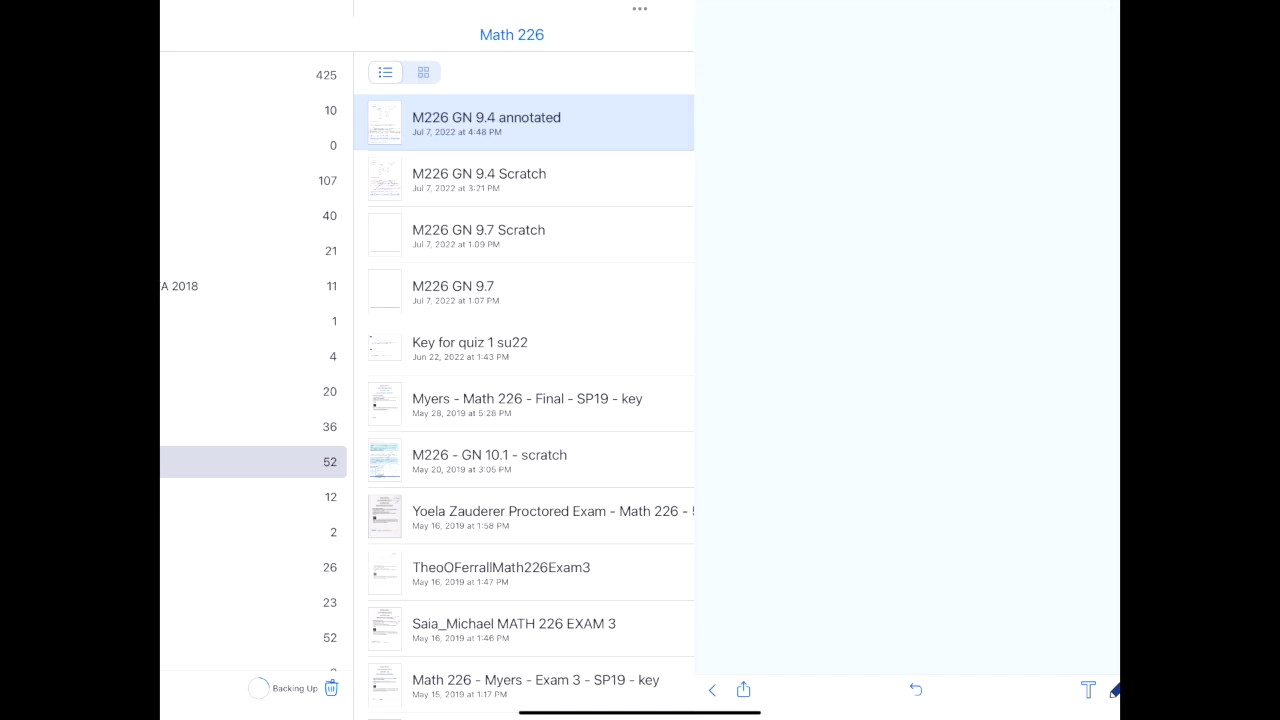 Math 226
425
10
0
107
40
21
A 2018
11
1
4
20
36
52
12
2
26
23
52
Backing Up
M226 GN 9.4 annotated
Jul 7, 2022 at 4:48 PM
M226 GN 9.4 Scratch
M226 GN 9.7 Scratch
Jul 7, 2022 at 1:09 PM
M226 GN 9.7
Jul 7, 2022 at 1:07 PM
Key for quiz 1 su22
Jun 22, 2022 at 1:43 PM
Myers - Math 226 - Final - SP19 - key
May 28, 2019 at 5:28 PM
M226 - GN 10.1 - scratch
May 20, 2019 at 3:05 PM
Yoela Zauderer Proctored Exam - Math 226 -
May 16, 2019 at 1:58 PM
TheoOFerrallMath226Exam3
May 16, 2019 at 1:47 PM
Saia_Michael MATH 226 EXAM 3
May 16, 2019 at 1:46 PM
Math 226 - Myers - Exam 3 - SP19 - key
May 15, 2019 at 1:17 PM
T